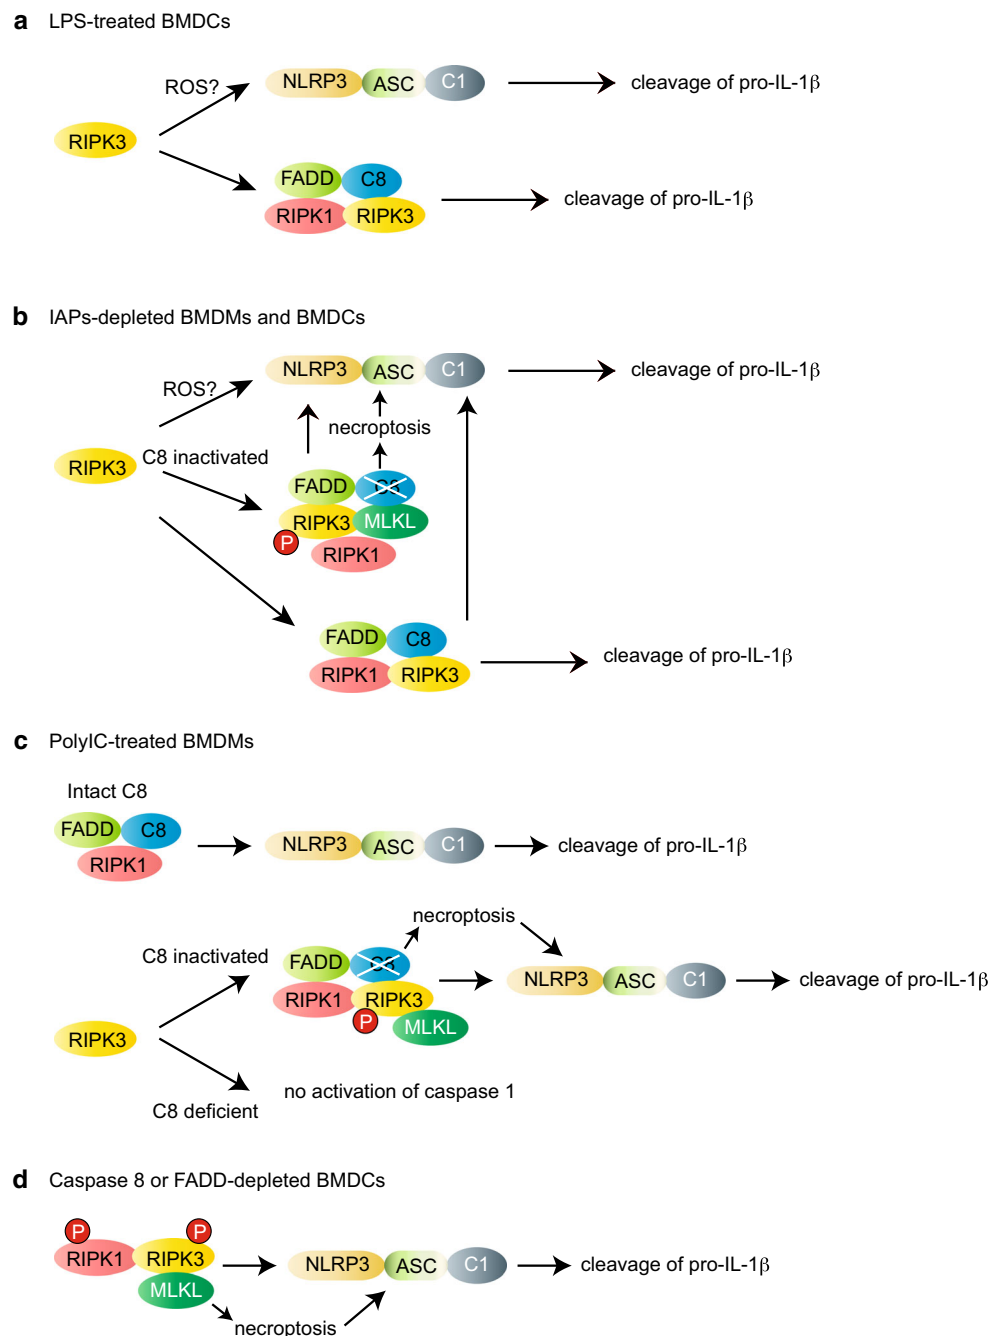 a LPS-treated BMDCs
ROS?
NLRP3 ASC C1
cleavage of pro-IL-1β
RIPK3
FADD C8
RIPK1 RIPK3
cleavage of pro-IL-1β
b IAPs-depleted BMDMs and BMDCs
NLRP3 ASC C1
cleavage of pro-IL-1β
ROS?
necroptosis
C8 inactivated
RIPK3
FADD C8
RIPK3 MLKL
P
RIPK1
FADD C8
RIPK1 RIPK3
cleavage of pro-IL-1β
c PolyIC-treated BMDMs
Intact C8
FADD C8
RIPK1
NLRP3 ASC C1
cleavage of pro-IL-1β
necroptosis
C8 inactivated
FADD C8
RIPK1 RIPK3
P
MLKL
NLRP3 ASC C1
cleavage of pro-IL-1β
RIPK3
no activation of caspase 1
C8 deficient
d Caspase 8 or FADD-depleted BMDCs
P P
RIPK1 RIPK3
MLKL
NLRP3 ASC C1
cleavage of pro-IL-1β
necroptosis